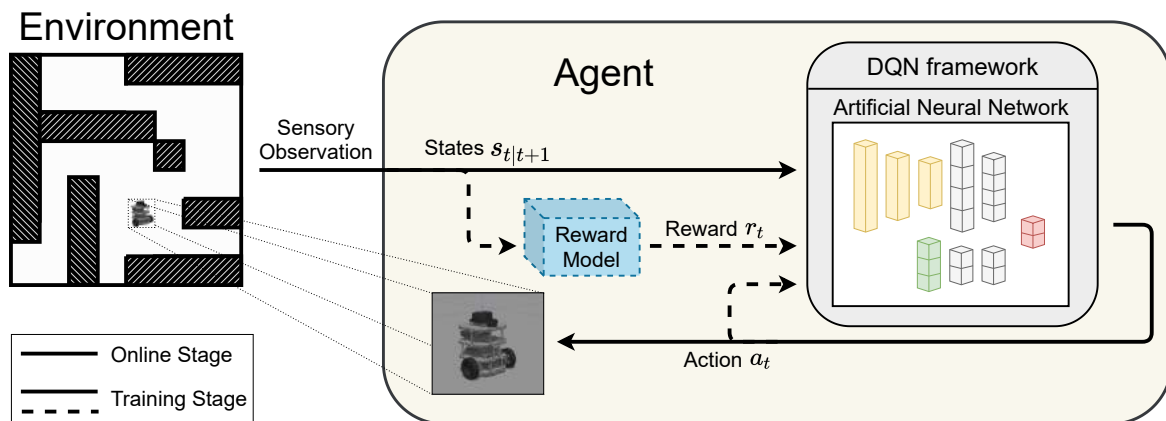 Environment
Agent
DQN framework
Artificial Neural Network
Sensory
Observation
States s_{t|t+1}
Reward
Model
Reward r_t
Action a_t
Online Stage
Training Stage